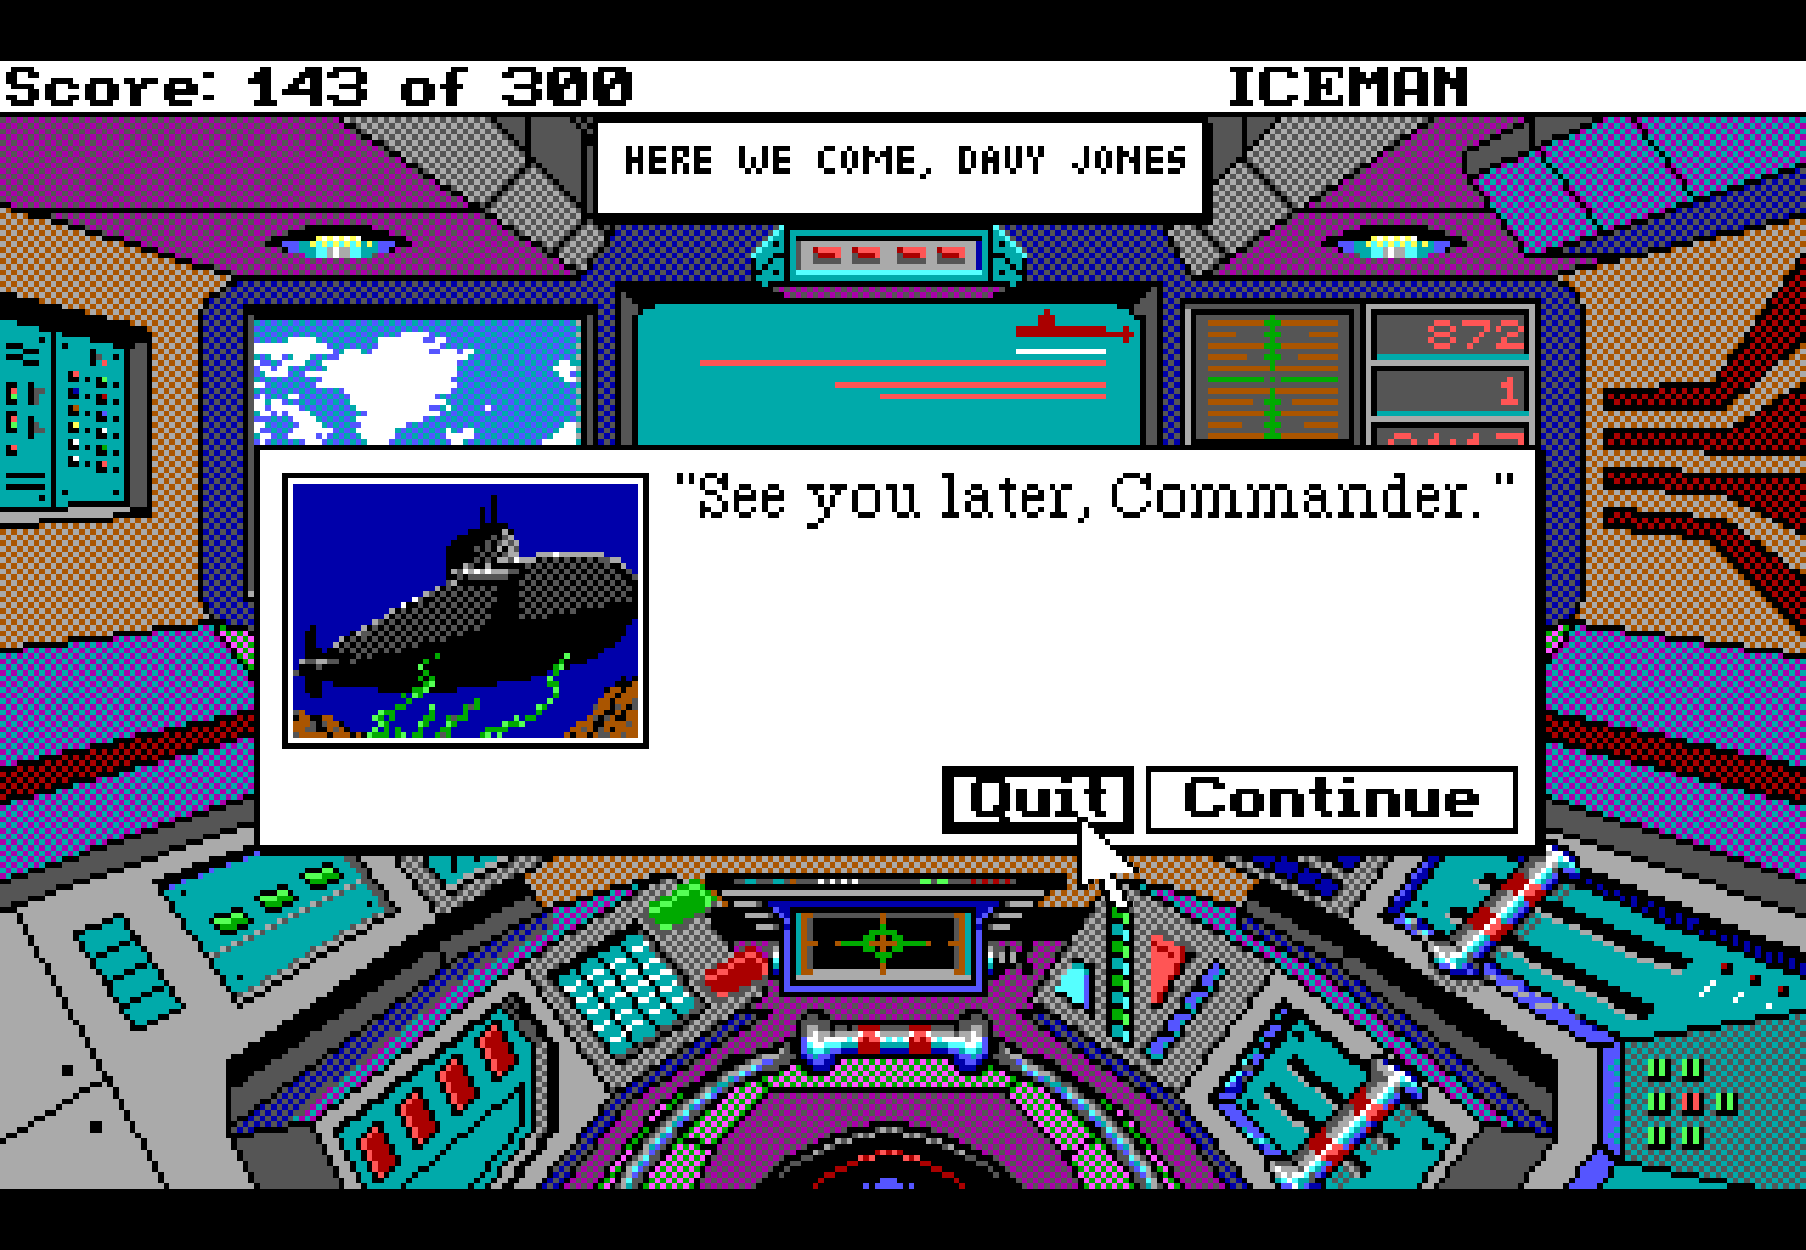 Score: 143 of 300 ICEMAN
HERE WE COME, DAVY JONES
872
1
"See you later, Commander."
Quit Continue